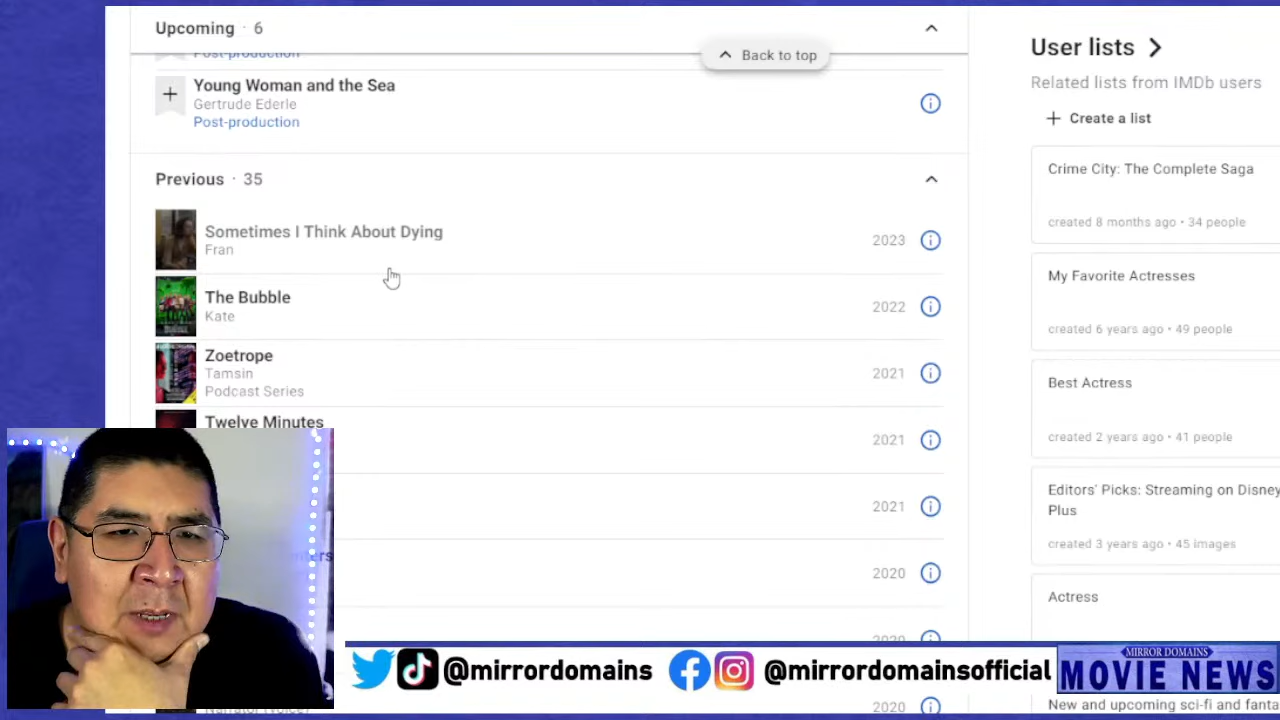 Upcoming · 6
Back to top
Post-production
Young Woman and the Sea
Gertrude Ederle
Post-production
Previous · 35
Sometimes I Think About Dying
Fran
2023
The Bubble
Kate
2022
Zoetrope
Tamsin
Podcast Series
2021
Twelve Minutes
2021
2021
2020
2020
Narrator (voice)
2020
User lists
Related lists from IMDb users
Create a list
Crime City: The Complete Saga
created 8 months ago • 34 people
My Favorite Actresses
created 6 years ago • 49 people
Best Actress
created 2 years ago • 41 people
Editors' Picks: Streaming on Disney
Plus
created 3 years ago • 45 images
Actress
New and upcoming sci-fi and fanta
@mirrordomains
@mirrordomainsofficial
MIRROR DOMAINS
MOVIE NEWS